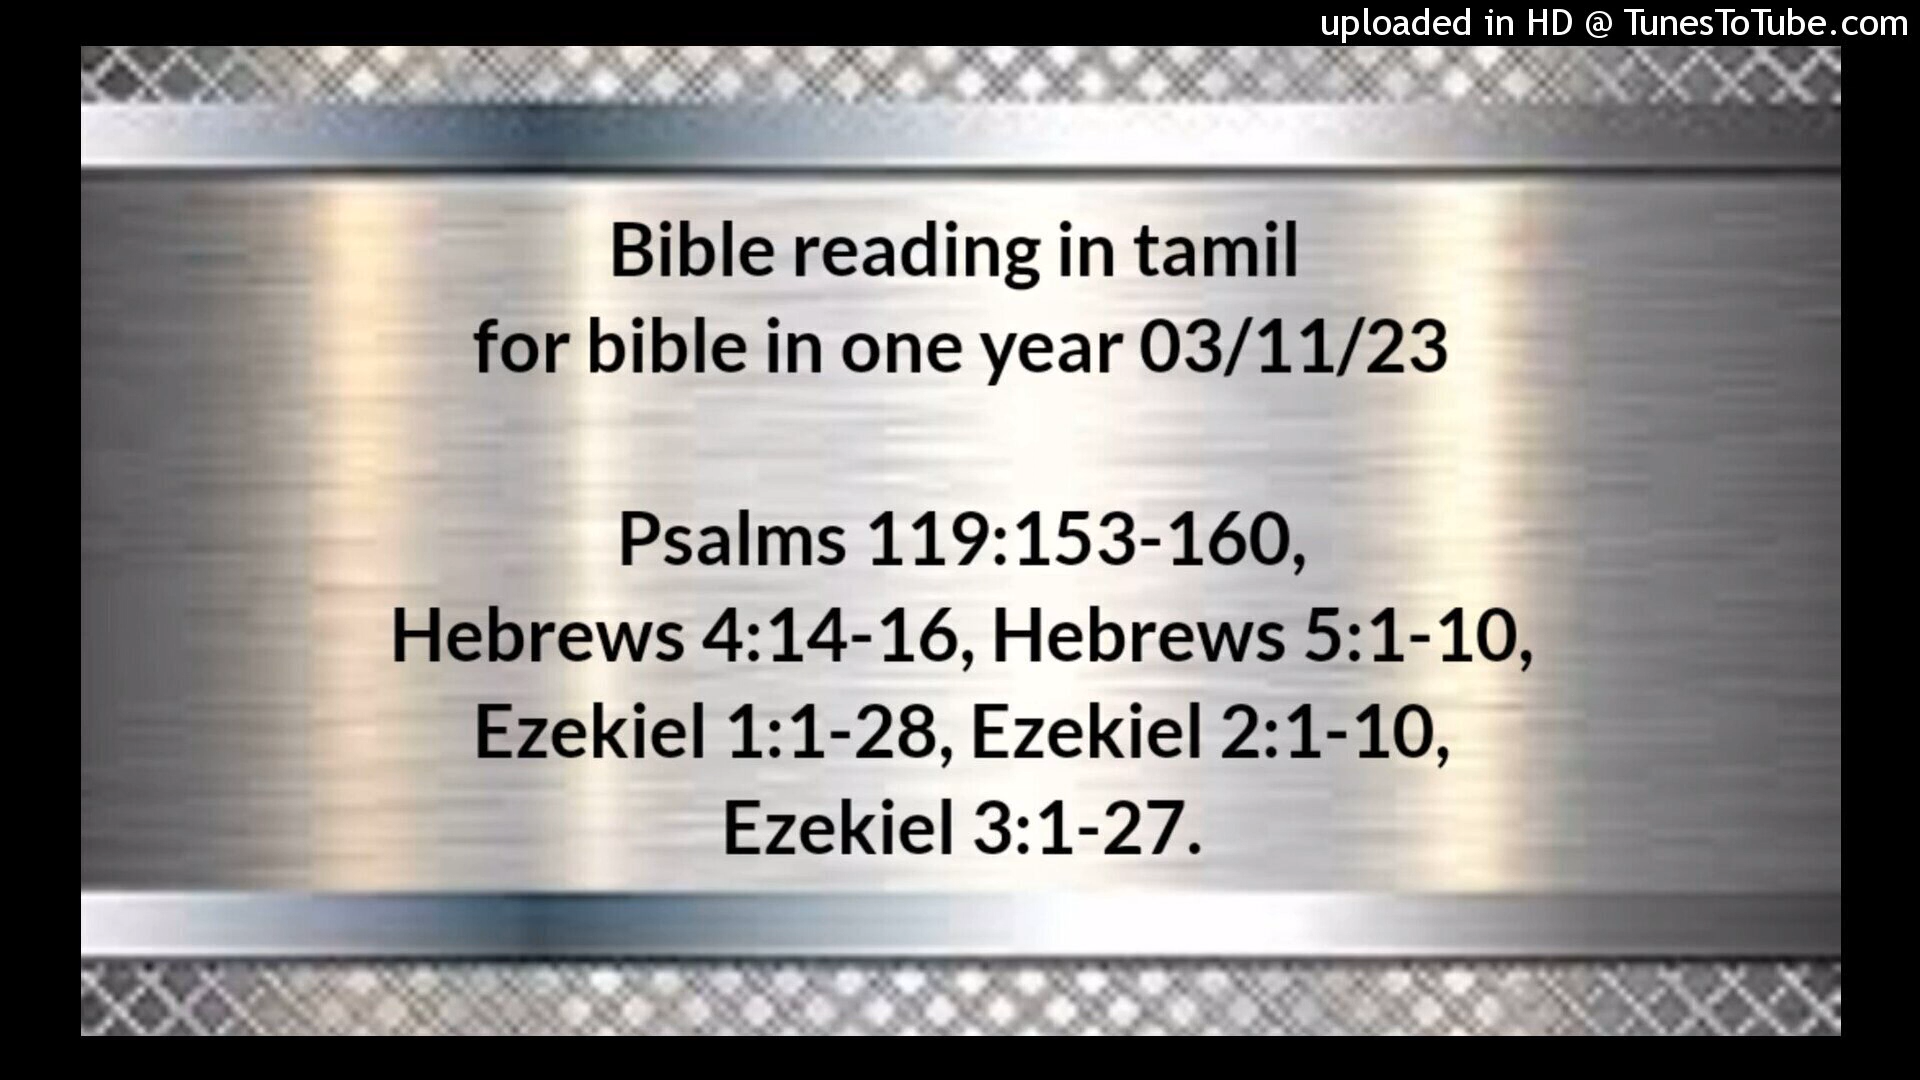 uploaded in HD @ TunesToTube.com
Bible reading in tamil
for bible in one year 03/11/23
Psalms 119:153-160,
Hebrews 4:14-16, Hebrews 5:1-10,
Ezekiel 1:1-28, Ezekiel 2:1-10,
Ezekiel 3:1-27.